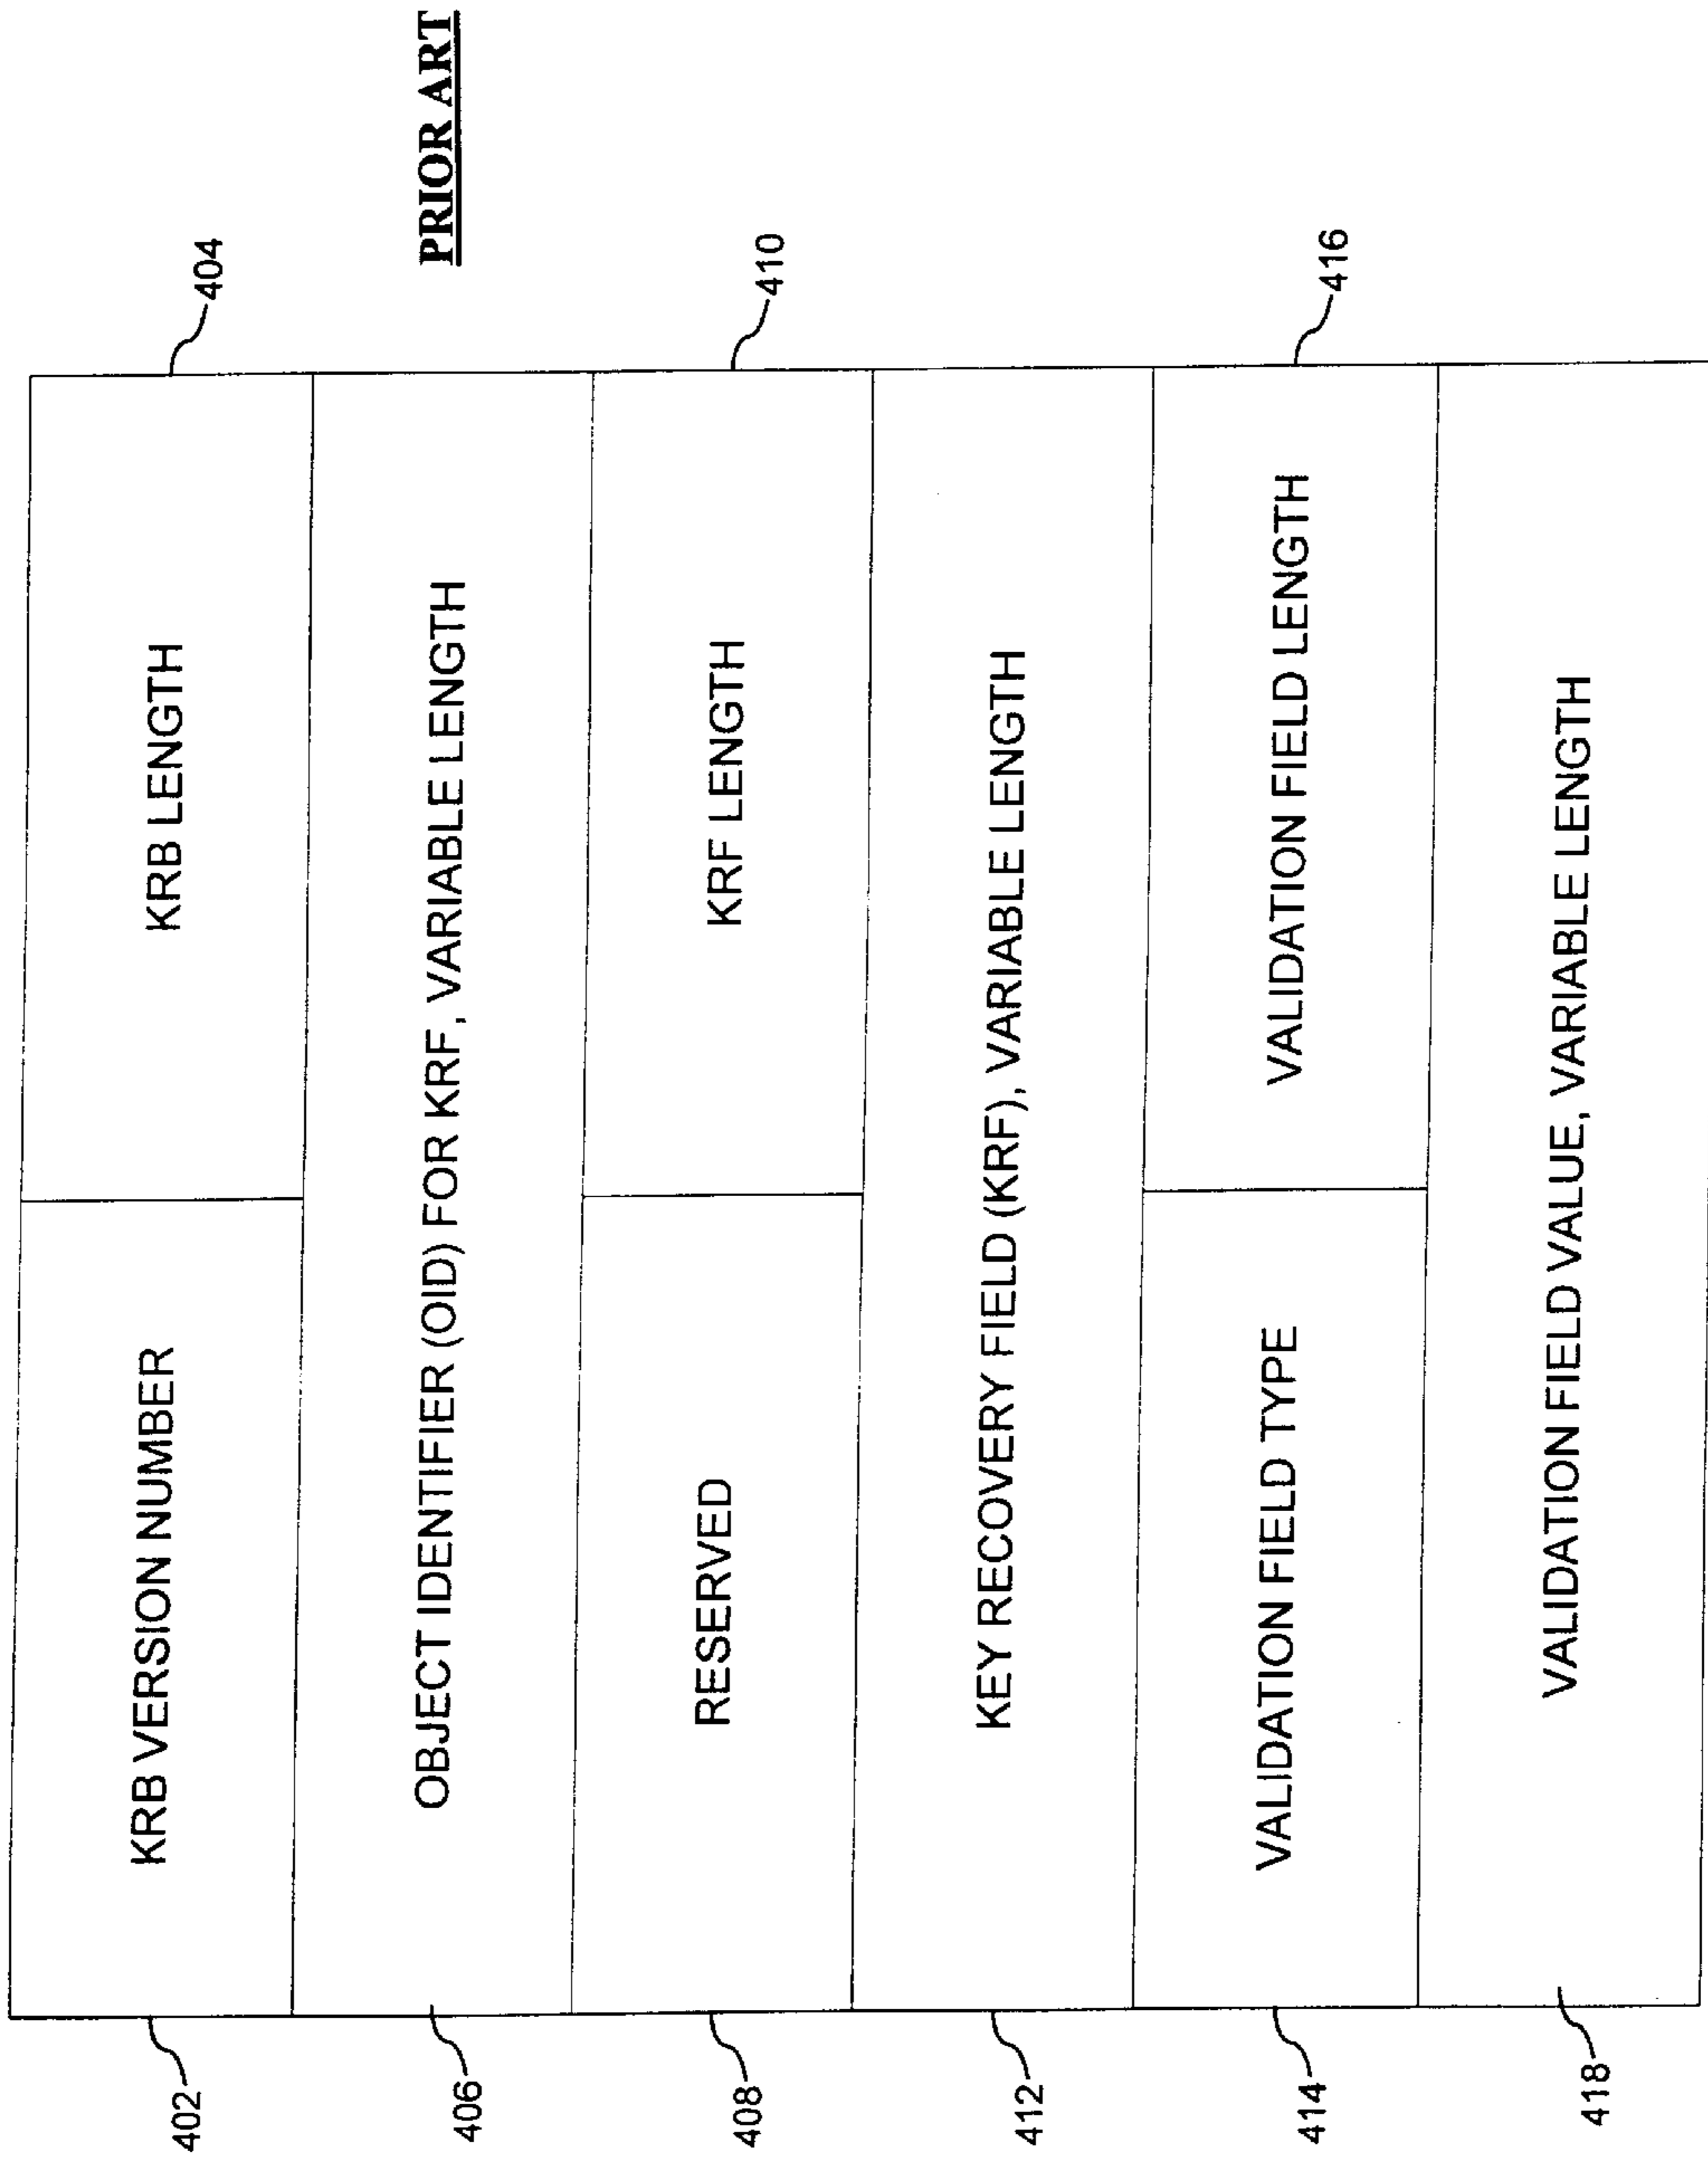 PRIOR ART
402
KRB VERSION NUMBER
KRB LENGTH
404
406
OBJECT IDENTIFIER (OID) FOR KRF, VARIABLE LENGTH
408
RESERVED
KRF LENGTH
410
412
KEY RECOVERY FIELD (KRF), VARIABLE LENGTH
414
VALIDATION FIELD TYPE
VALIDATION FIELD LENGTH
416
418
VALIDATION FIELD VALUE, VARIABLE LENGTH